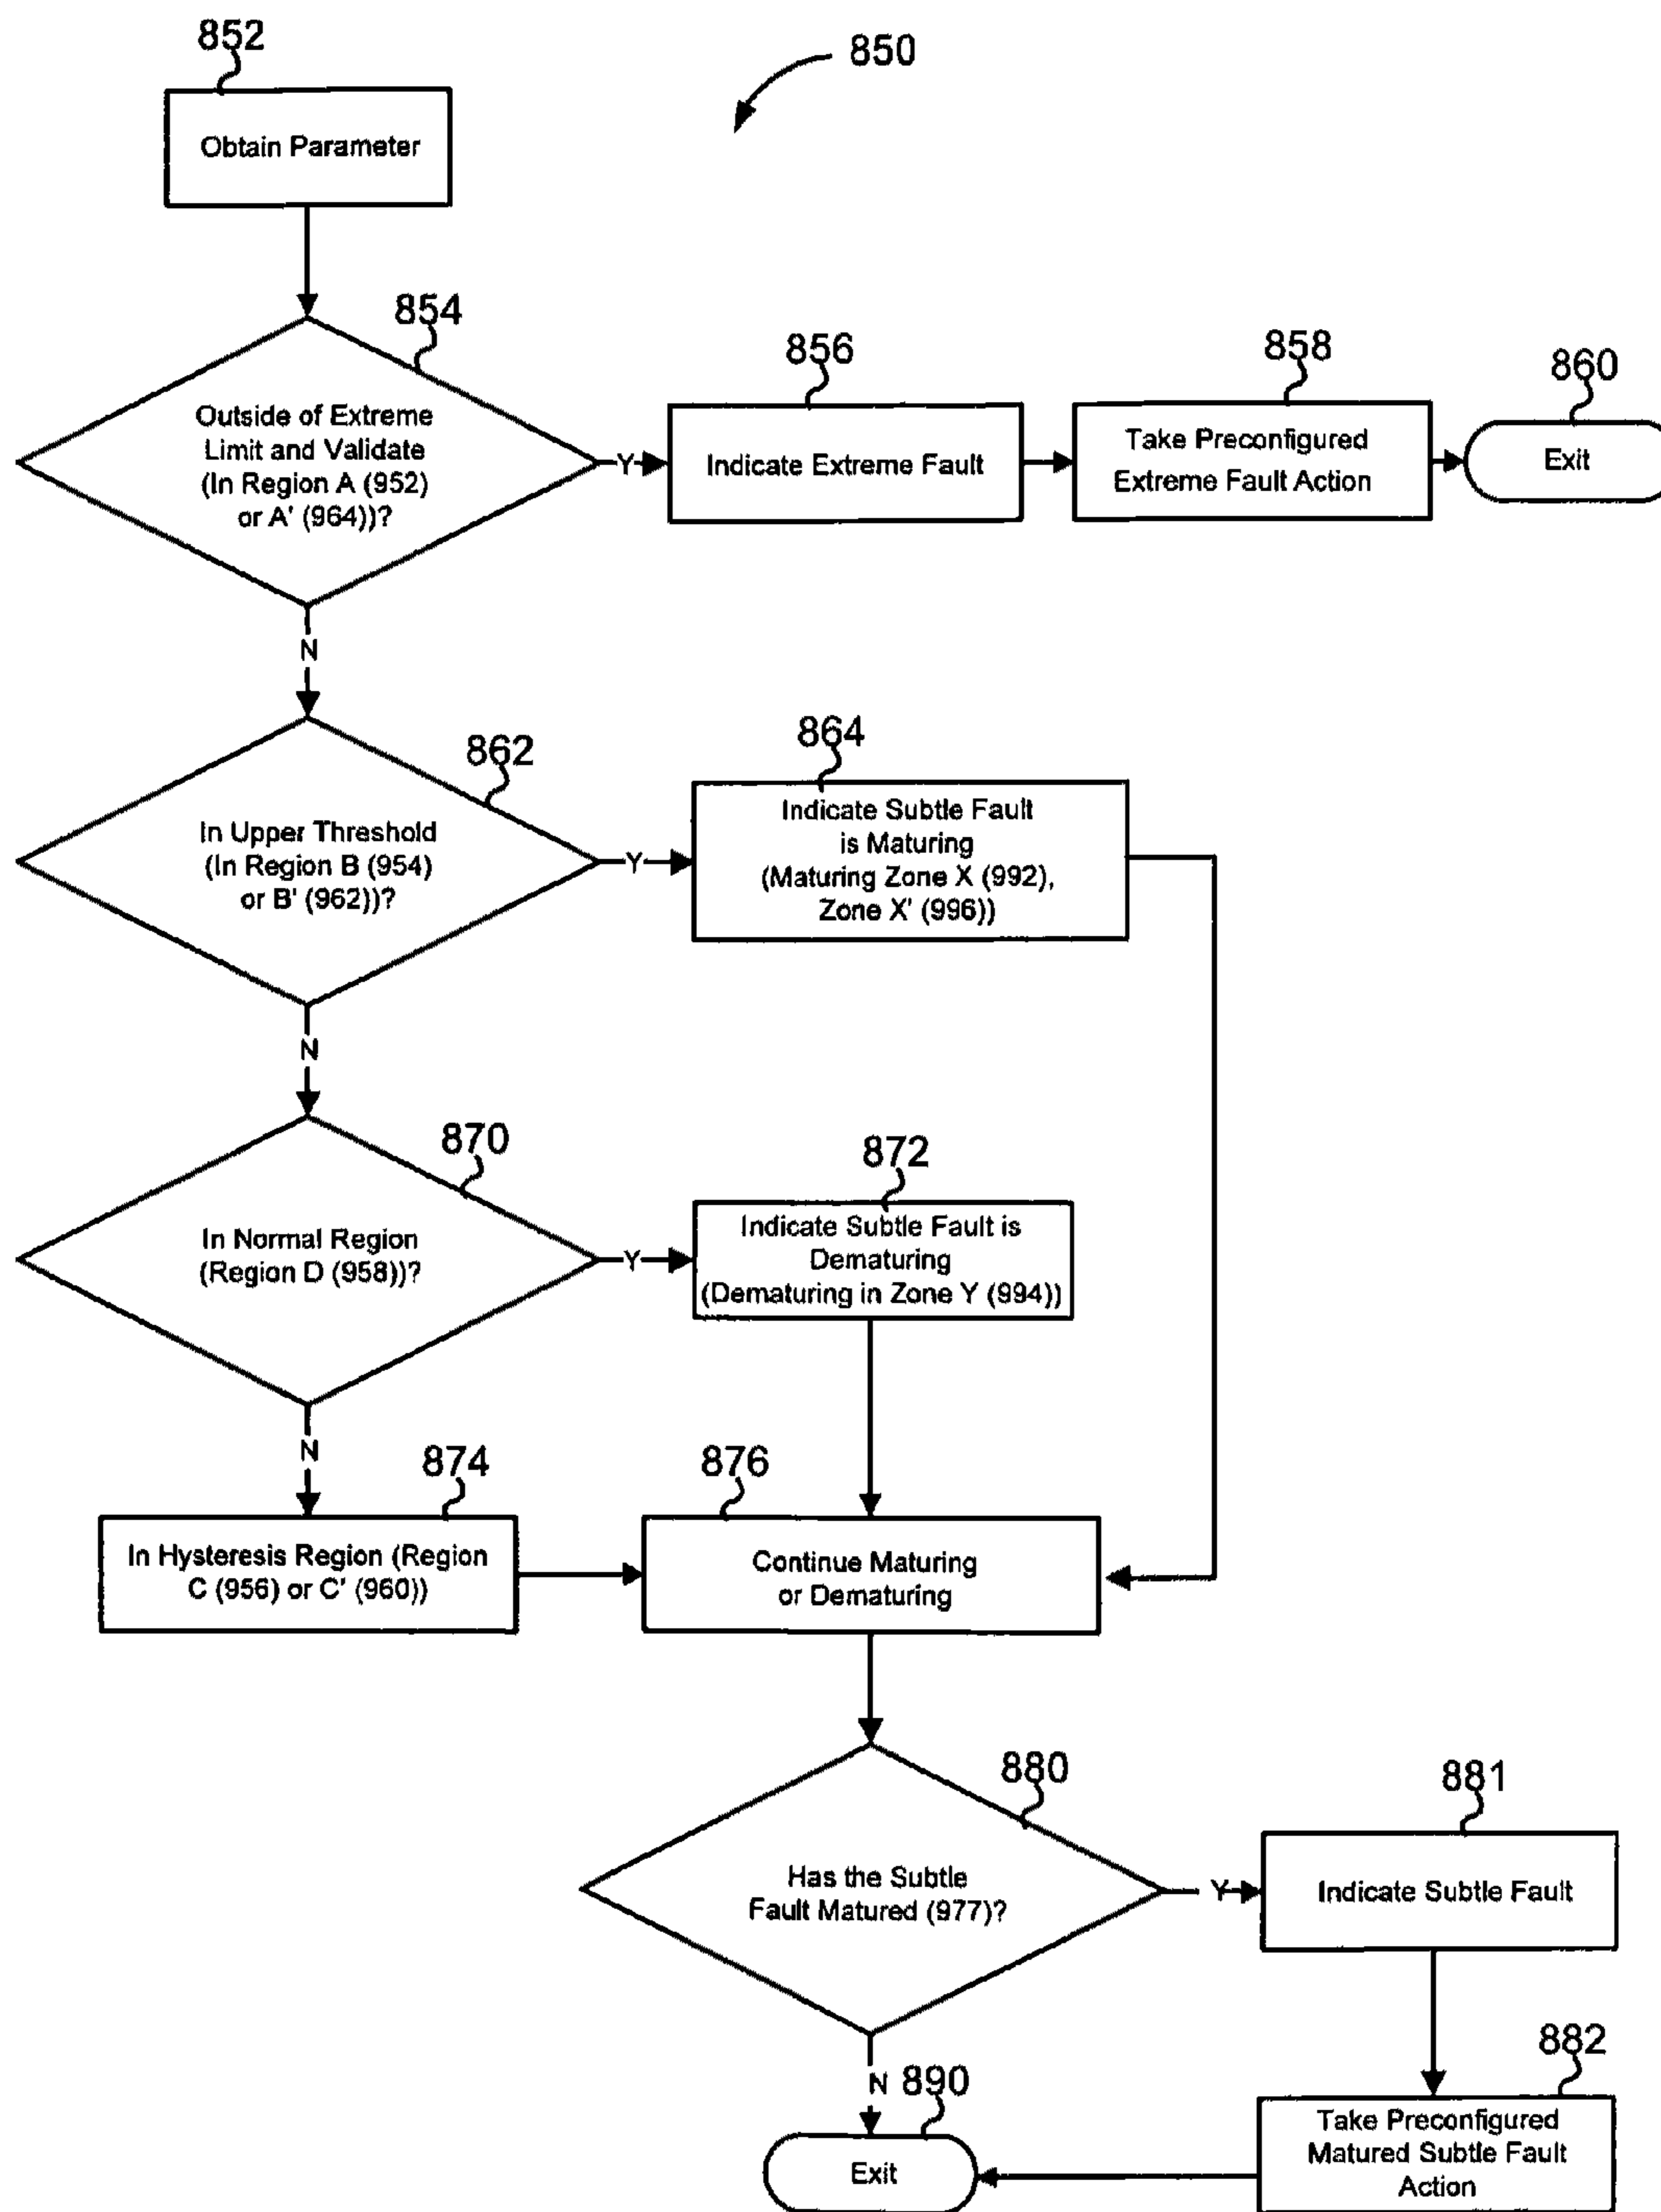 852
850
Obtain Parameter
854
Outside of Extreme
Limit and Validate
(In Region A (952)
or A' (964))?
Y
856
Indicate Extreme Fault
858
Take Preconfigured
Extreme Fault Action
860
Exit
N
862
In Upper Threshold
(In Region B (954)
or B' (962))?
Y
864
Indicate Subtle Fault
is Maturing
(Maturing Zone X (992),
Zone X' (996))
N
870
In Normal Region
(Region D (958))?
Y
872
Indicate Subtle Fault is
Dematuring
(Dematuring in Zone Y (994))
N
874
In Hysteresis Region (Region
C (956) or C' (960))
876
Continue Maturing
or Dematuring
880
Has the Subtle
Fault Matured (977)?
Y
881
Indicate Subtle Fault
882
Take Preconfigured
Matured Subtle Fault
Action
N
890
Exit